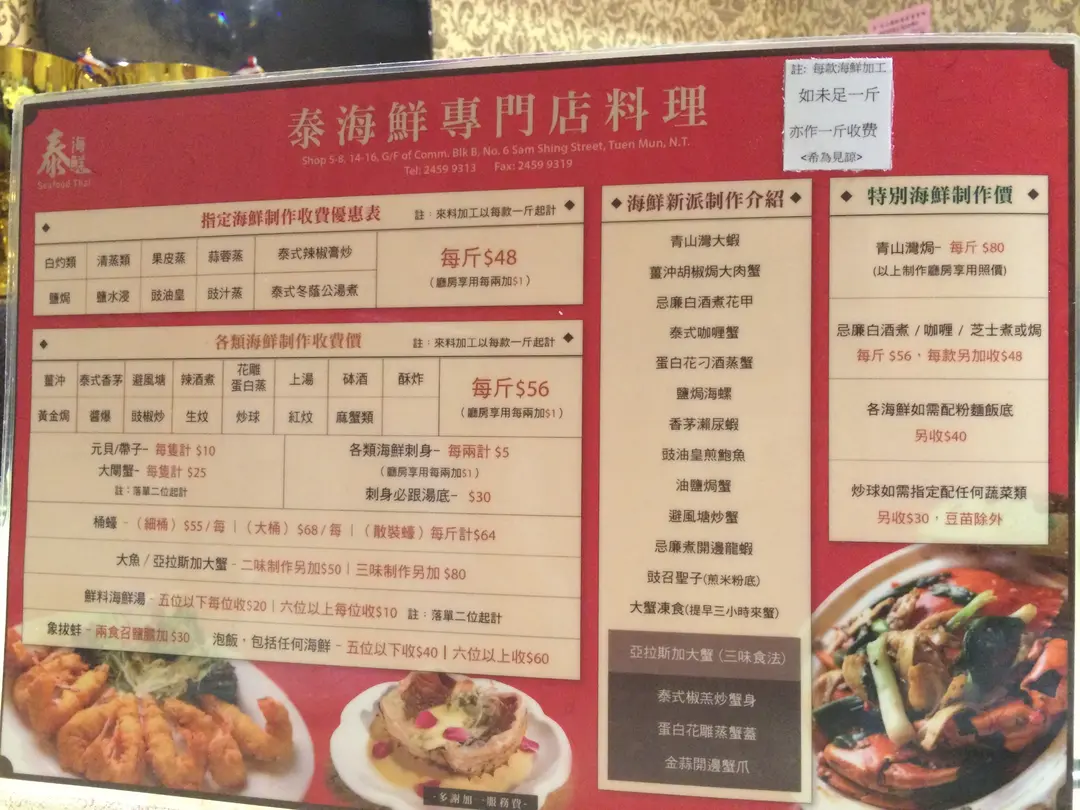 註: 每款海鮮加工
如未足一斤
亦作一斤收费
<希為見諒>
泰 海鮮
Seafood Thai
泰海鮮專門店料理
Shop 5-8, 14-16, G/F of Comm. Blk B, No. 6 Sam Shing Street, Tuen Mun, N.T.
Tel: 2459 9313 Fax: 2459 9319
指定海鮮制作收費優惠表 註：來料加工以每款一斤起計
白灼類 清蒸類 果皮蒸 蒜蓉蒸 泰式辣椒膏炒
鹽焗 鹽水浸 豉油皇 豉汁蒸 泰式冬蔭公湯煮
每斤$48
（廳房享用每兩加$1）
各類海鮮制作收費價 註：來料加工以每款一斤起計
薑沖 泰式香茅 避風塘 辣酒煮 花雕蛋白蒸 上湯 砵酒 酥炸
黃金焗 醬爆 豉椒炒 生炆 炒球 紅炆 麻蟹類
每斤$56
（廳房享用每兩加$1）
元貝/帶子– 每隻計 $10
大閘蟹– 每隻計 $25
註：落單二位起計
各類海鮮刺身– 每兩計 $5
（廳房享用每兩加$1）
刺身必跟湯底– $30
桶蠔 –（細桶）$55 / 每 |（大桶）$68 / 每 |（散裝蠔）每斤計$64
大魚 / 亞拉斯加大蟹 – 二味制作另加$50 | 三味制作另加 $80
鮮料海鮮湯 – 五位以下每位收$20 | 六位以上每位收$10 註：落單二位起計
象拔蚌 – 兩食召鹽觀加 $30 泡飯，包括任何海鮮 – 五位以下收$40 | 六位以上收$60
海鮮新派制作介紹
青山灣大蝦
薑沖胡椒焗大肉蟹
忌廉白酒煮花甲
泰式咖喱蟹
蛋白花刁酒蒸蟹
鹽焗海螺
香茅瀨尿蝦
豉油皇煎鮑魚
油鹽焗蟹
避風塘炒蟹
忌廉煮開邊龍蝦
豉召聖子(煎米粉底)
大蟹凍食(提早三小時來蟹)
亞拉斯加大蟹 (三味食法)
泰式椒羔炒蟹身
蛋白花雕蒸蟹蓋
金蒜開邊蟹爪
特別海鮮制作價
青山灣焗– 每斤 $80
(以上制作廳房享用照價)
忌廉白酒煮 / 咖喱 / 芝士煮或焗
每斤 $56，每款另加收$48
各海鮮如需配粉麵飯底
另收$40
炒球如需指定配任何蔬菜類
另收$30，豆苗除外
-多謝加一服務費-